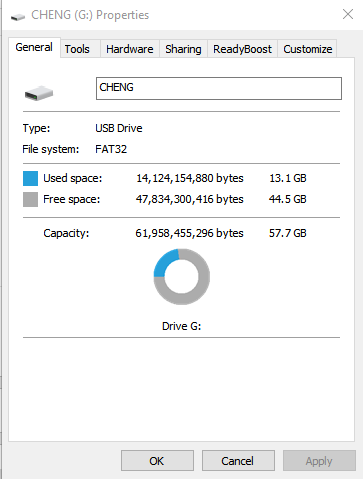 CHENG (G:) Properties
General Tools Hardware Sharing ReadyBoost Customize
CHENG
Type: USB Drive
File system: FAT32
Used space: 14,124,154,880 bytes 13.1 GB
Free space: 47,834,300,416 bytes 44.5 GB
Capacity: 61,958,455,296 bytes 57.7 GB
Drive G:
OK Cancel Apply